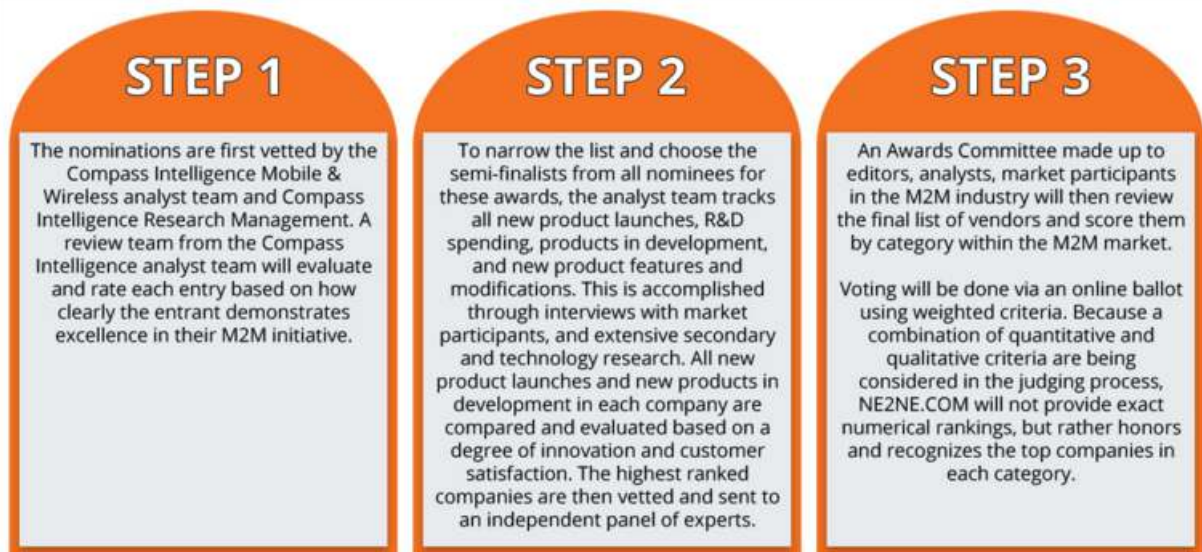 STEP 1
The nominations are first vetted by the
Compass Intelligence Mobile &
Wireless analyst team and Compass
Intelligence Research Management. A
review team from the Compass
Intelligence analyst team will evaluate
and rate each entry based on how
clearly the entrant demonstrates
excellence in their M2M initiative.
STEP 2
To narrow the list and choose the
semi-finalists from all nominees for
these awards, the analyst team tracks
all new product launches, R&D
spending, products in development,
and new product features and
modifications. This is accomplished
through interviews with market
participants, and extensive secondary
and technology research. All new
product launches and new products in
development in each company are
compared and evaluated based on a
degree of innovation and customer
satisfaction. The highest ranked
companies are then vetted and sent to
an independent panel of experts.
STEP 3
An Awards Committee made up to
editors, analysts, market participants
in the M2M industry will then review
the final list of vendors and score them
by category within the M2M market.
Voting will be done via an online ballot
using weighted criteria. Because a
combination of quantitative and
qualitative criteria are being
considered in the judging process,
NE2NE.COM will not provide exact
numerical rankings, but rather honors
and recognizes the top companies in
each category.